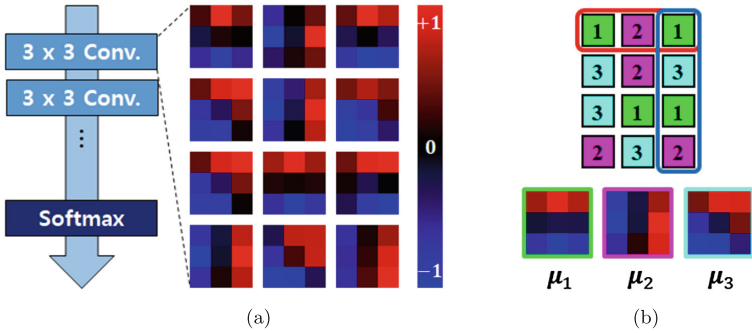 3 x 3 Conv.
3 x 3 Conv.
⋮
Softmax
+1
0
−1
(a)
1 2 1
3 2 3
3 1 1
2 3 2
μ₁ μ₂ μ₃
(b)